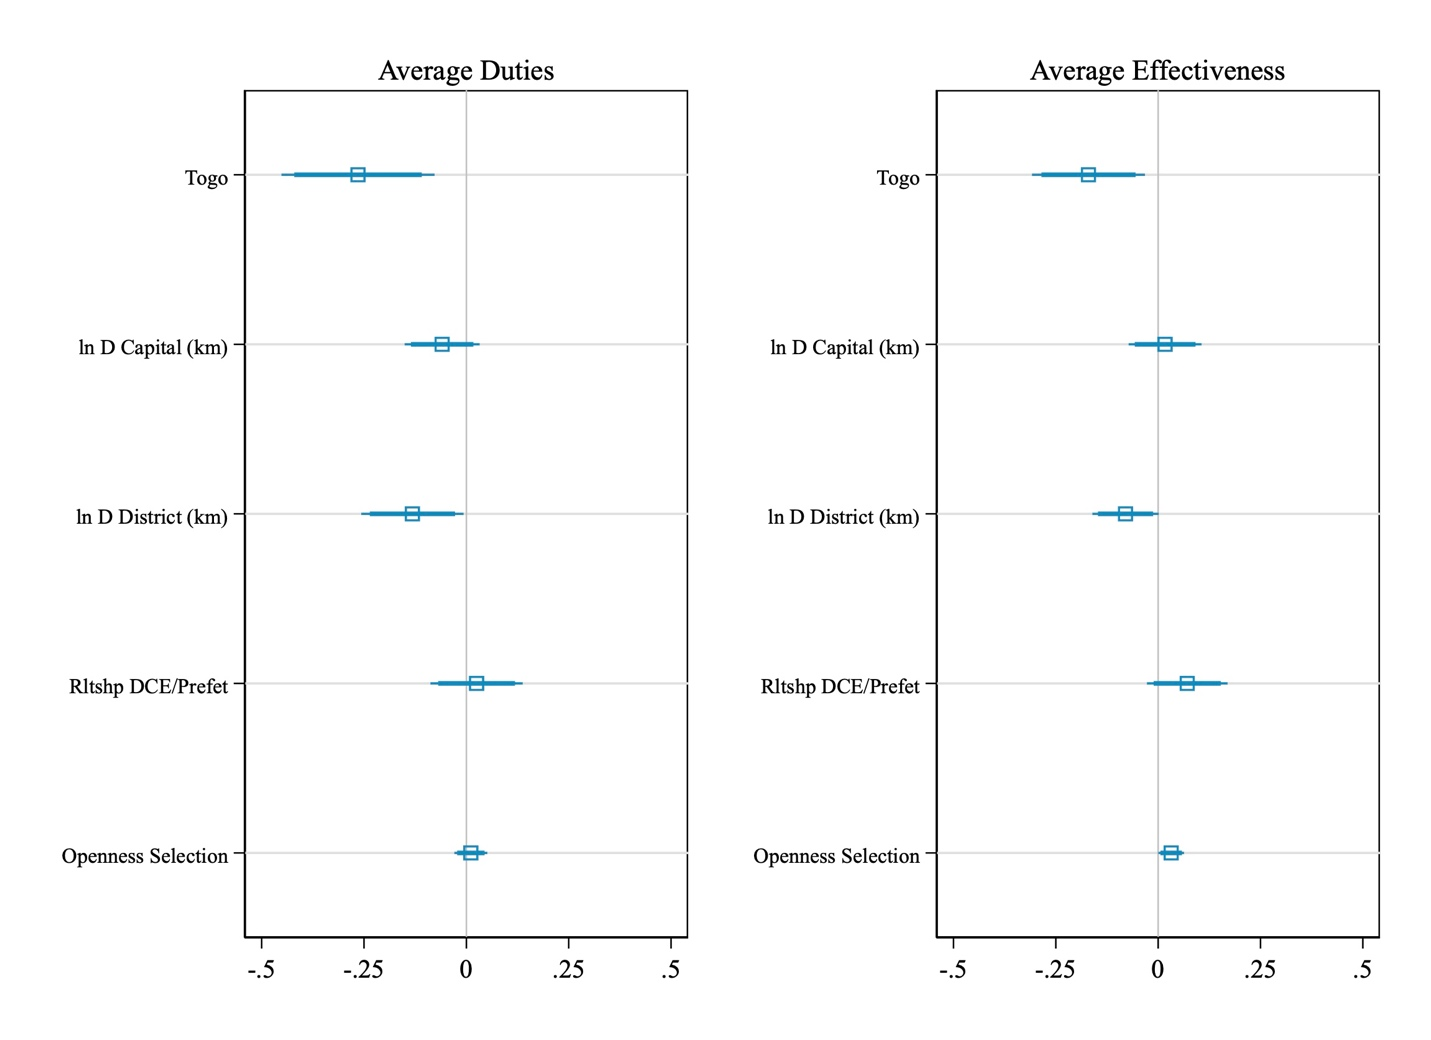 Average Duties
Togo
ln D Capital (km)
ln D District (km)
Rltshp DCE/Prefet
Openness Selection
-.5 -.25 0 .25 .5
Average Effectiveness
Togo
ln D Capital (km)
ln D District (km)
Rltshp DCE/Prefet
Openness Selection
-.5 -.25 0 .25 .5